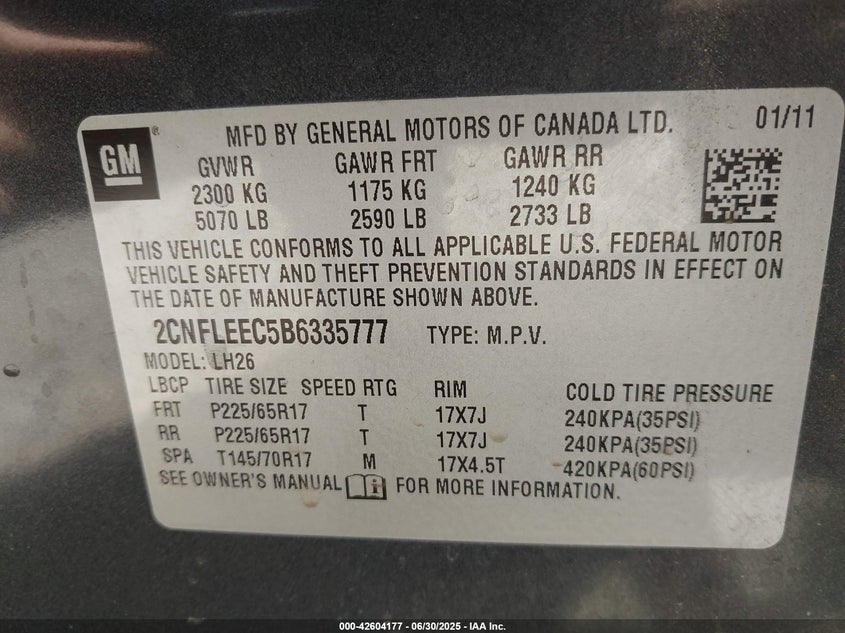 MFD BY GENERAL MOTORS OF CANADA LTD. 01/11
GM®
GVWR GAWR FRT GAWR RR
2300 KG 1175 KG 1240 KG
5070 LB 2590 LB 2733 LB
THIS VEHICLE CONFORMS TO ALL APPLICABLE U.S. FEDERAL MOTOR
VEHICLE SAFETY AND THEFT PREVENTION STANDARDS IN EFFECT ON
THE DATE OF MANUFACTURE SHOWN ABOVE.
2CNFLEEC5B6335777 TYPE: M.P.V.
MODEL: LH26
LBCP TIRE SIZE SPEED RTG RIM COLD TIRE PRESSURE
FRT P225/65R17 T 17X7J 240KPA(35PSI)
RR P225/65R17 T 17X7J 240KPA(35PSI)
SPA T145/70R17 M 17X4.5T 420KPA(60PSI)
SEE OWNER'S MANUAL i FOR MORE INFORMATION.
000-42604177 - 06/30/2025 - IAA Inc.